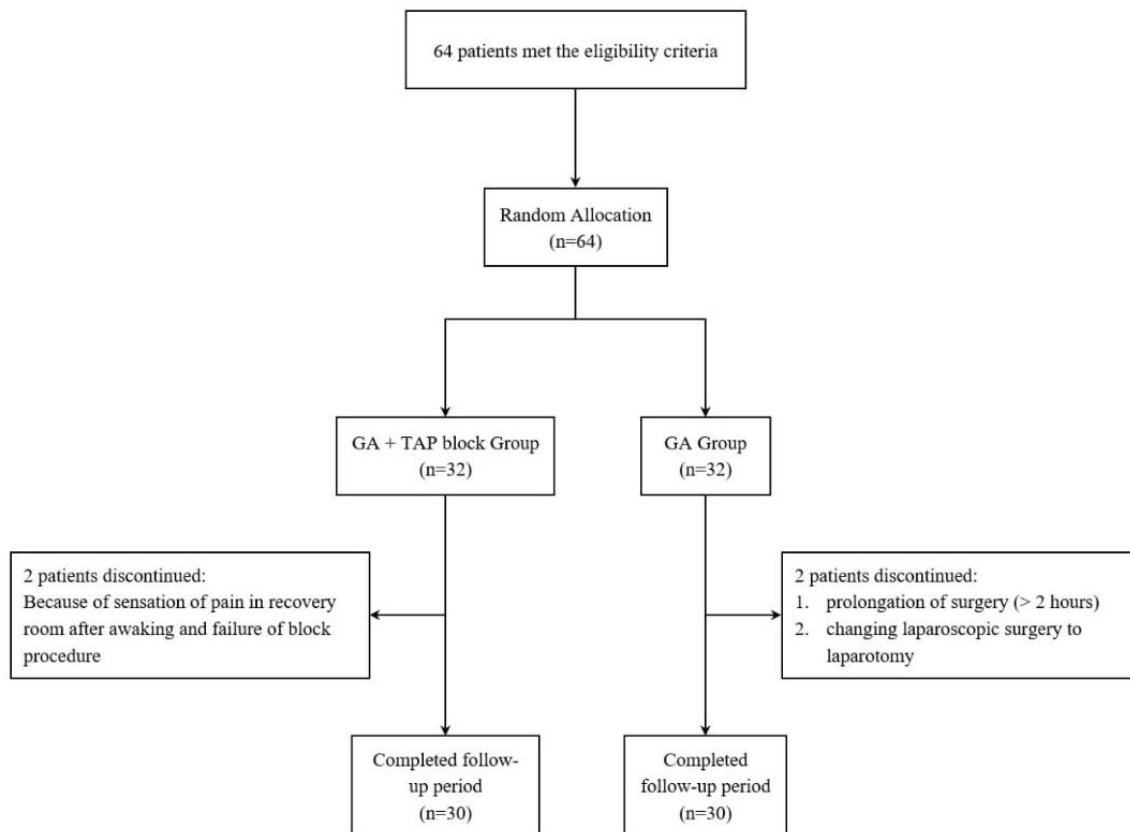 64 patients met the eligibility criteria
Random Allocation
(n=64)
GA + TAP block Group
(n=32)
GA Group
(n=32)
2 patients discontinued:
Because of sensation of pain in recovery
room after awaking and failure of block
procedure
2 patients discontinued:
1. prolongation of surgery (> 2 hours)
2. changing laparoscopic surgery to
laparotomy
Completed follow-
up period
(n=30)
Completed
follow-up period
(n=30)